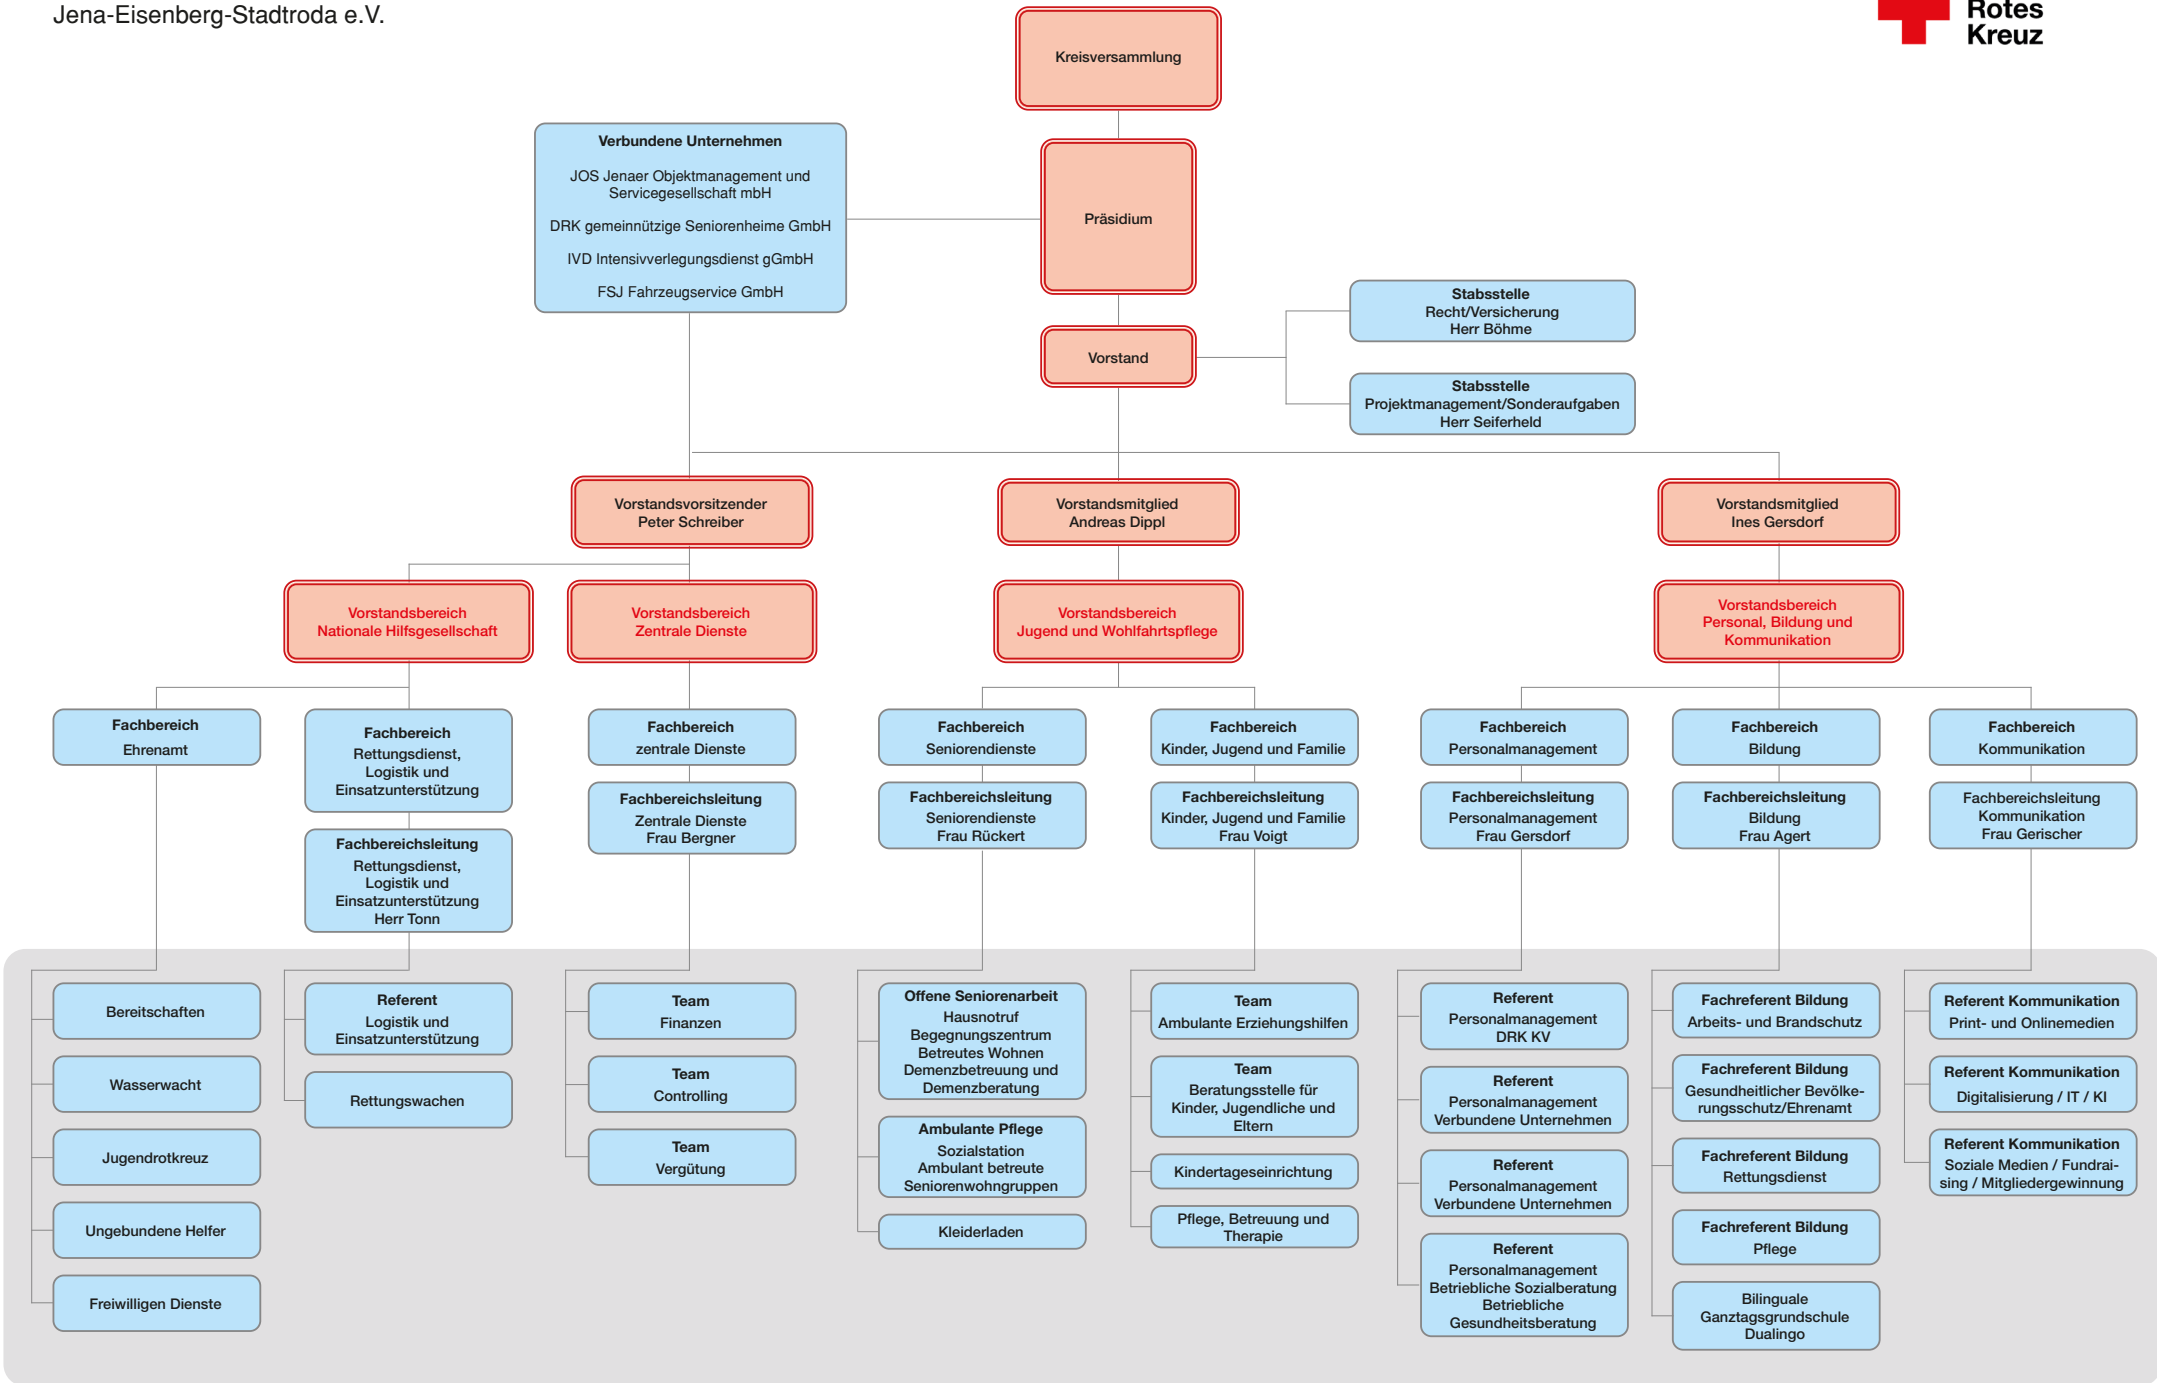 Jena-Eisenberg-Stadtroda e.V.
Rotes
Kreuz
Kreisversammlung
Verbundene Unternehmen
JOS Jenaer Objektmanagement und
Servicegesellschaft mbH
DRK gemeinnützige Seniorenheime GmbH
IVD Intensivverlegungsdienst gGmbH
FSJ Fahrzeugservice GmbH
Präsidium
Vorstand
Stabsstelle
Recht/Versicherung
Herr Böhme
Stabsstelle
Projektmanagement/Sonderaufgaben
Herr Seiferheld
Vorstandsvorsitzender
Peter Schreiber
Vorstandsmitglied
Andreas Dippl
Vorstandsmitglied
Ines Gersdorf
Vorstandsbereich
Nationale Hilfsgesellschaft
Vorstandsbereich
Zentrale Dienste
Vorstandsbereich
Jugend und Wohlfahrtspflege
Vorstandsbereich
Personal, Bildung und
Kommunikation
Fachbereich
Ehrenamt
Fachbereich
Rettungsdienst,
Logistik und
Einsatzunterstützung
Fachbereich
zentrale Dienste
Fachbereich
Seniorendienste
Fachbereich
Kinder, Jugend und Familie
Fachbereich
Personalmanagement
Fachbereich
Bildung
Fachbereich
Kommunikation
Fachbereichsleitung
Rettungsdienst,
Logistik und
Einsatzunterstützung
Herr Tonn
Fachbereichsleitung
Zentrale Dienste
Frau Bergner
Fachbereichsleitung
Seniorendienste
Frau Rückert
Fachbereichsleitung
Kinder, Jugend und Familie
Frau Voigt
Fachbereichsleitung
Personalmanagement
Frau Gersdorf
Fachbereichsleitung
Bildung
Frau Agert
Fachbereichsleitung
Kommunikation
Frau Gerischer
Bereitschaften
Wasserwacht
Jugendrotkreuz
Ungebundene Helfer
Freiwilligen Dienste
Referent
Logistik und
Einsatzunterstützung
Rettungswachen
Team
Finanzen
Team
Controlling
Team
Vergütung
Offene Seniorenarbeit
Hausnotruf
Begegnungszentrum
Betreutes Wohnen
Demenzbetreuung und
Demenzberatung
Ambulante Pflege
Sozialstation
Ambulant betreute
Seniorenwohngruppen
Kleiderladen
Team
Ambulante Erziehungshilfen
Team
Beratungsstelle für
Kinder, Jugendliche und
Eltern
Kindertageseinrichtung
Pflege, Betreuung und
Therapie
Referent
Personalmanagement
DRK KV
Referent
Personalmanagement
Verbundene Unternehmen
Referent
Personalmanagement
Verbundene Unternehmen
Referent
Personalmanagement
Betriebliche Sozialberatung
Betriebliche
Gesundheitsberatung
Fachreferent Bildung
Arbeits- und Brandschutz
Fachreferent Bildung
Gesundheitlicher Bevölke-
rungsschutz/Ehrenamt
Fachreferent Bildung
Rettungsdienst
Fachreferent Bildung
Pflege
Bilinguale
Ganztagsgrundschule
Dualingo
Referent Kommunikation
Print- und Onlinemedien
Referent Kommunikation
Digitalisierung / IT / KI
Referent Kommunikation
Soziale Medien / Fundrai-
sing / Mitgliedergewinnung